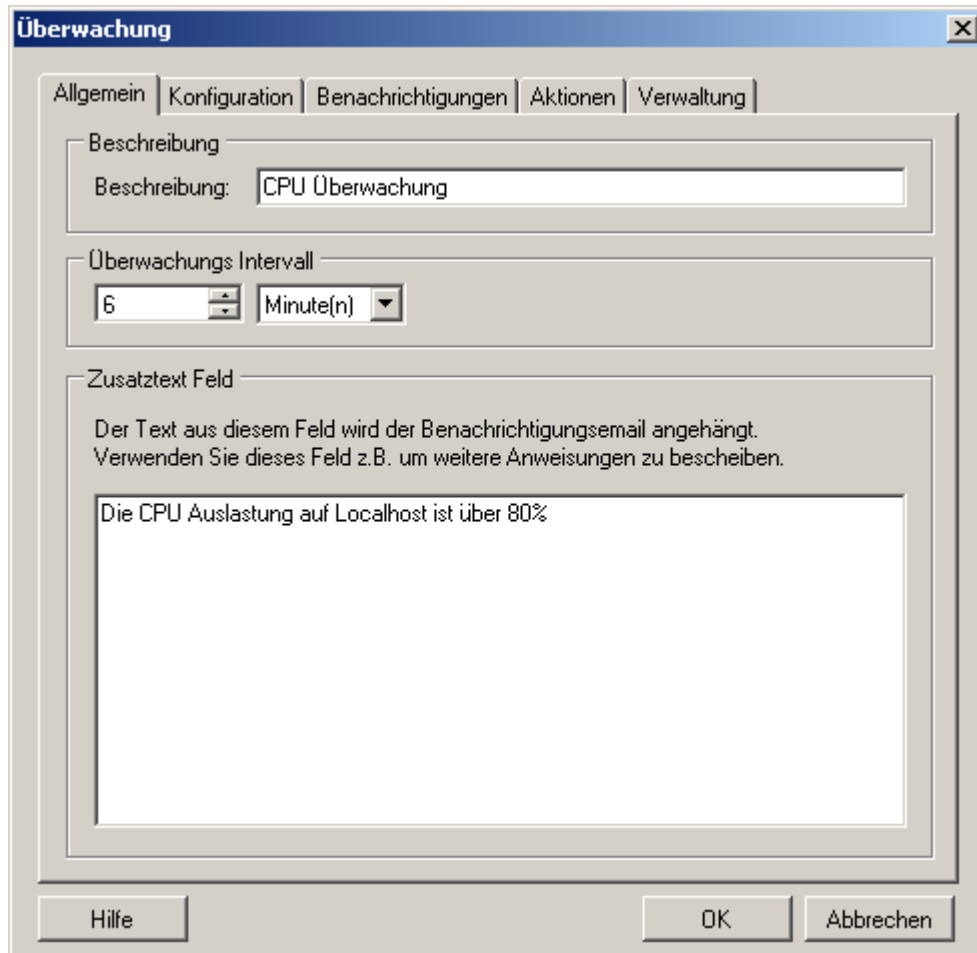 Überwachung
Allgemein Konfiguration Benachrichtigungen Aktionen Verwaltung
Beschreibung
Beschreibung: CPU Überwachung
Überwachungs Intervall
6 Minute(n)
Zusatztext Feld
Der Text aus diesem Feld wird der Benachrichtigungsemail angehängt.
Verwenden Sie dieses Feld z.B. um weitere Anweisungen zu bescheiben.
Die CPU Auslastung auf Localhost ist über 80%
Hilfe OK Abbrechen